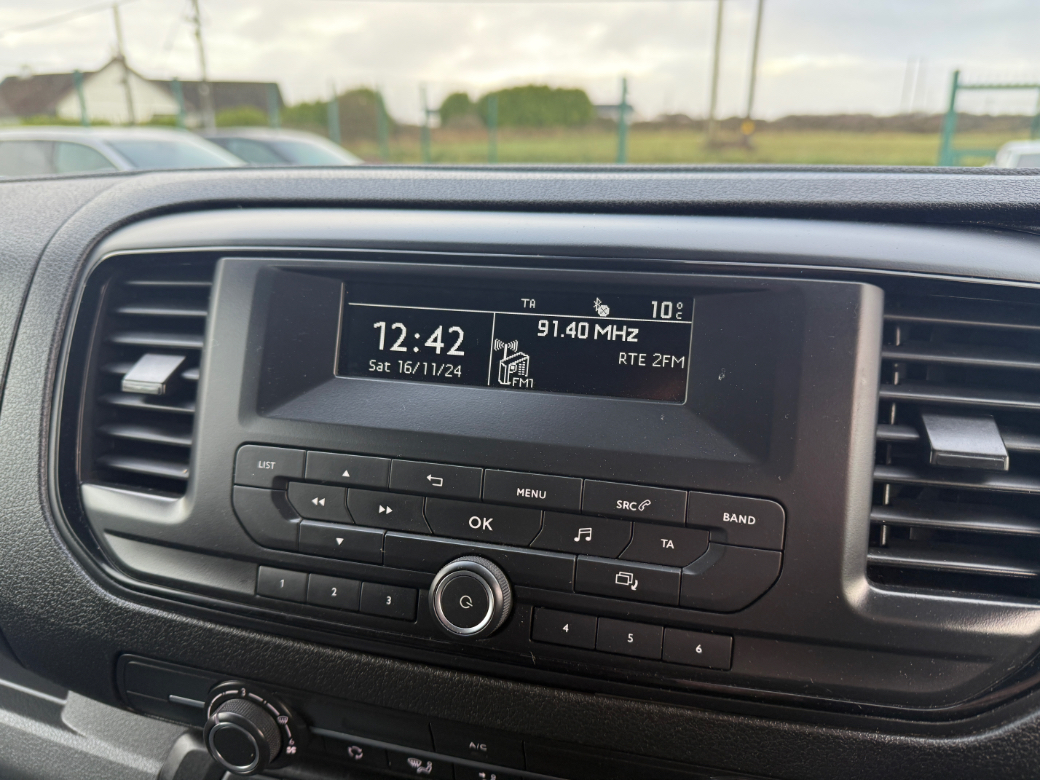 TA 10°C
12:42
Sat 16/11/24
91.40 MHz
RTE 2FM
FM1
LIST
MENU
SRC
BAND
OK
TA
1
2
3
4
5
6
3
A/C